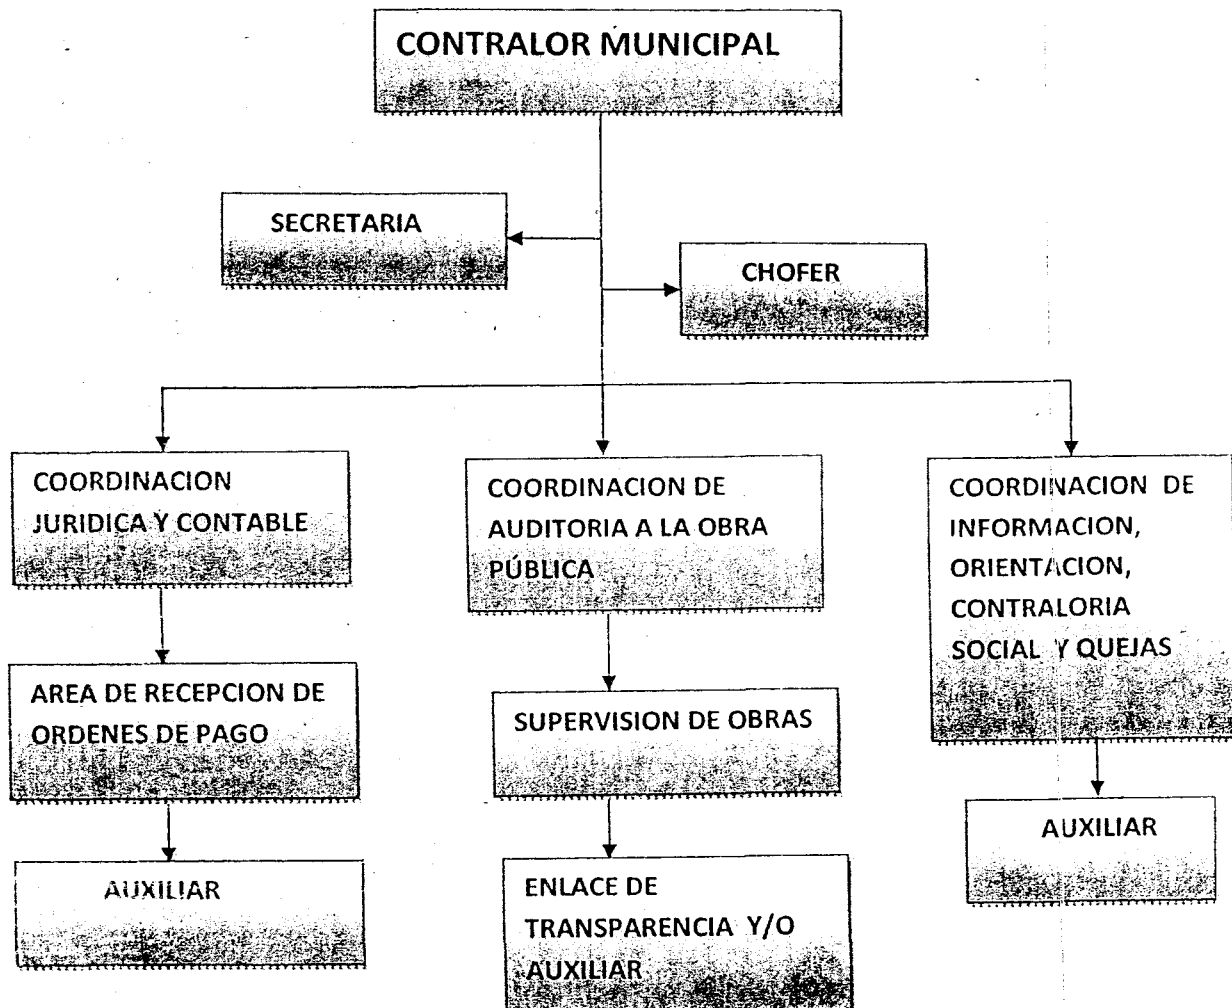 CONTRALOR MUNICIPAL
SECRETARIA
CHOFER
COORDINACION
JURIDICA Y CONTABLE
COORDINACION DE
AUDITORIA A LA OBRA
PÚBLICA
COORDINACION DE
INFORMACION,
ORIENTACION,
CONTRALORIA
SOCIAL Y QUEJAS
AREA DE RECEPCION DE
ORDENES DE PAGO
SUPERVISION DE OBRAS
AUXILIAR
AUXILIAR
ENLACE DE
TRANSPARENCIA Y/O
AUXILIAR